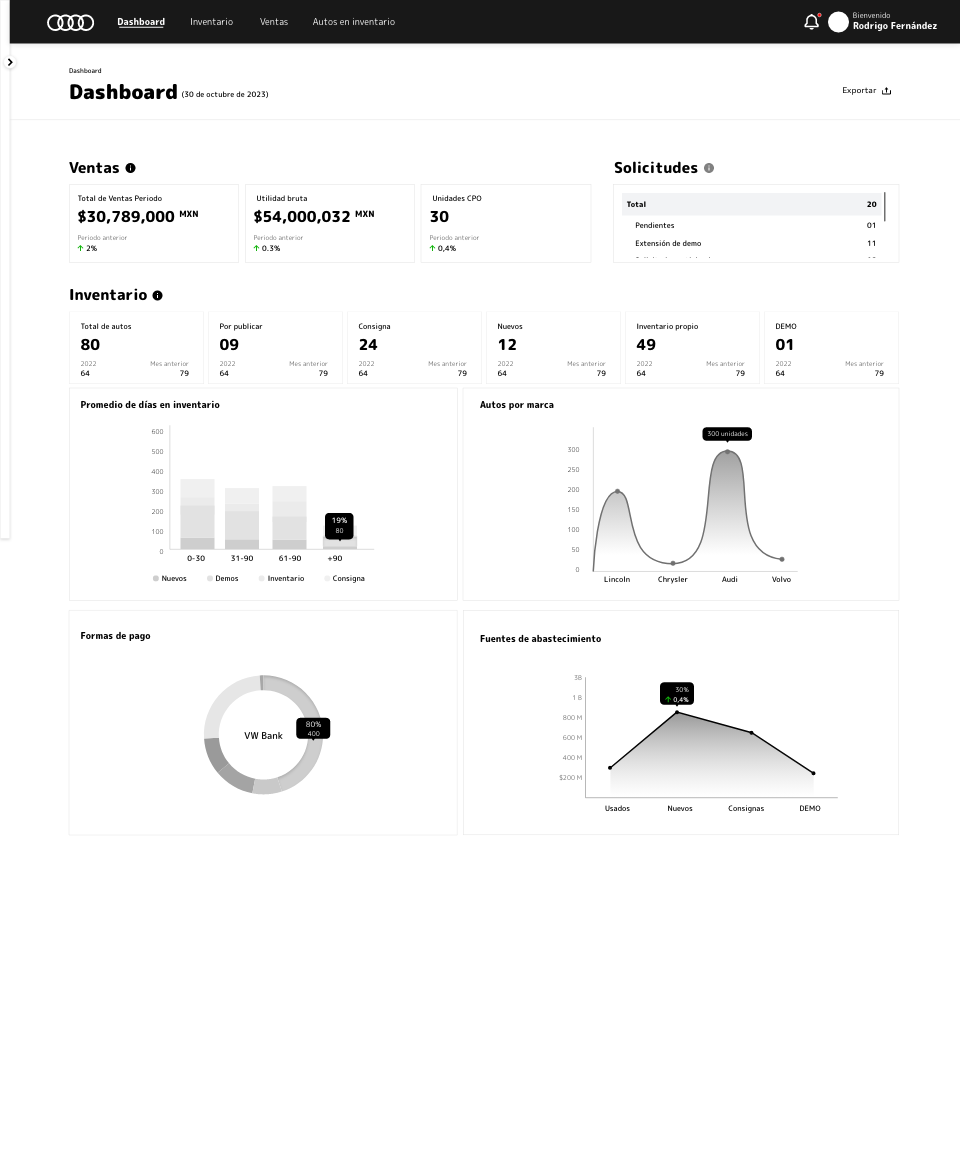 Dashboard
Inventario
Ventas
Autos en inventario
Bienvenido
Rodrigo Fernández
Dashboard
Dashboard (30 de octubre de 2023)
Exportar
Ventas
Total de Ventas Periodo
$30,789,000 MXN
Periodo anterior
2%
Utilidad bruta
$54,000,032 MXN
Periodo anterior
0.3%
Unidades CPO
30
Periodo anterior
0,4%
Solicitudes
Total 20
Pendientes 01
Extensión de demo 11
Inventario
Total de autos
80
2022 Mes anterior
64 79
Por publicar
09
2022 Mes anterior
64 79
Consigna
24
2022 Mes anterior
64 79
Nuevos
12
2022 Mes anterior
64 79
Inventario propio
49
2022 Mes anterior
64 79
DEMO
01
2022 Mes anterior
64 79
Promedio de días en inventario
600
500
400
300
200
100
0
19%
80
0-30 31-90 61-90 +90
Nuevos Demos Inventario Consigna
Autos por marca
300 unidades
300
250
200
150
100
50
0
Lincoln Chrysler Audi Volvo
Formas de pago
VW Bank
80%
400
Fuentes de abastecimiento
3B
1 B
800 M
600 M
400 M
$200 M
30%
0,4%
Usados Nuevos Consignas DEMO